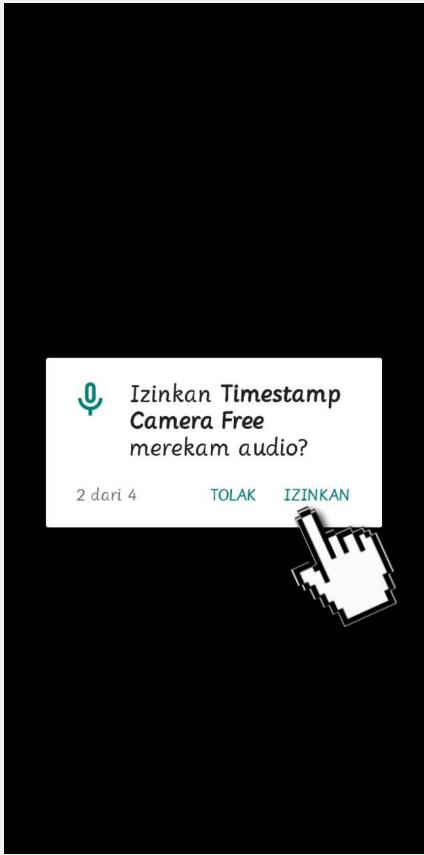 Izinkan Timestamp
Camera Free
merekam audio?
2 dari 4 TOLAK IZINKAN